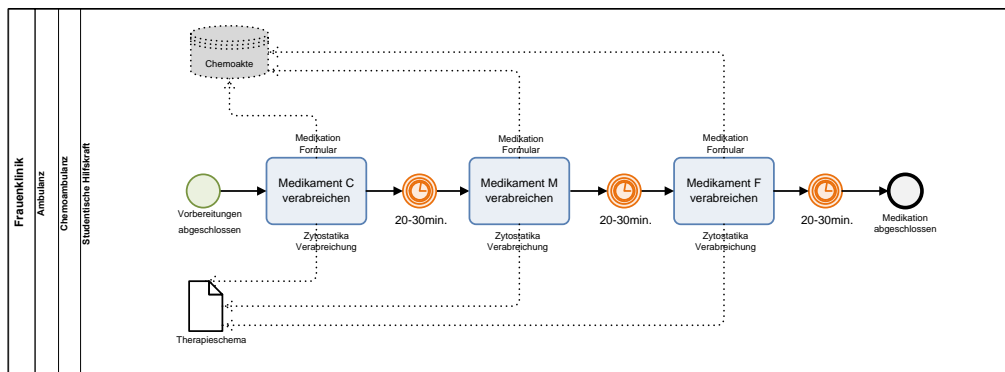 Frauenklinik
Ambulanz
Chemoambulanz
Studentische Hilfskraft
Chemoakte
Medikation
Formular
Medikation
Formular
Medikation
Formular
Medikament C
verabreichen
Medikament M
verabreichen
Medikament F
verabreichen
Vorbereitungen
abgeschlossen
20-30min.
20-30min.
20-30min.
Medikation
abgeschlossen
Zytostatika
Verabreichung
Zytostatika
Verabreichung
Zytostatika
Verabreichung
Therapieschema